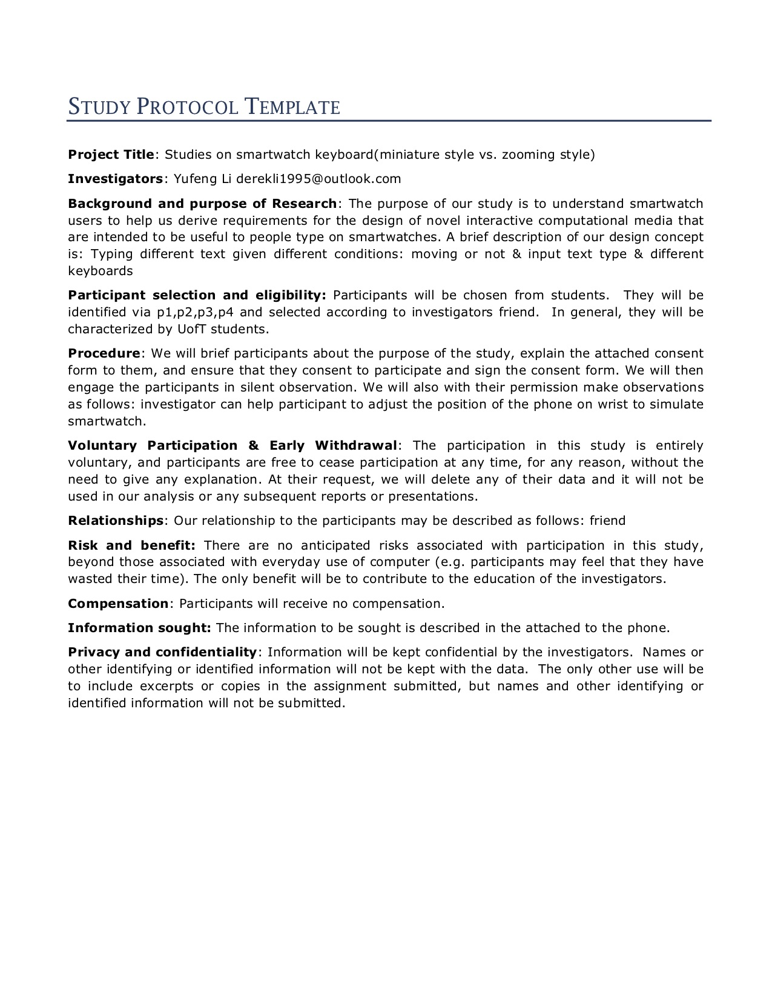 STUDY PROTOCOL TEMPLATE
Project Title: Studies on smartwatch keyboard(miniature style vs. zooming style)
Investigators: Yufeng Li derekli1995@outlook.com
Background and purpose of Research: The purpose of our study is to understand smartwatch
users to help us derive requirements for the design of novel interactive computational media that
are intended to be useful to people type on smartwatches. A brief description of our design concept
is: Typing different text given different conditions: moving or not & input text type & different
keyboards
Participant selection and eligibility: Participants will be chosen from students.  They will be
identified via p1,p2,p3,p4 and selected according to investigators friend.  In general, they will be
characterized by UofT students.
Procedure: We will brief participants about the purpose of the study, explain the attached consent
form to them, and ensure that they consent to participate and sign the consent form. We will then
engage the participants in silent observation. We will also with their permission make observations
as follows: investigator can help participant to adjust the position of the phone on wrist to simulate
smartwatch.
Voluntary Participation & Early Withdrawal: The participation in this study is entirely
voluntary, and participants are free to cease participation at any time, for any reason, without the
need to give any explanation. At their request, we will delete any of their data and it will not be
used in our analysis or any subsequent reports or presentations.
Relationships: Our relationship to the participants may be described as follows: friend
Risk and benefit: There are no anticipated risks associated with participation in this study,
beyond those associated with everyday use of computer (e.g. participants may feel that they have
wasted their time). The only benefit will be to contribute to the education of the investigators.
Compensation: Participants will receive no compensation.
Information sought: The information to be sought is described in the attached to the phone.
Privacy and confidentiality: Information will be kept confidential by the investigators.  Names or
other identifying or identified information will not be kept with the data.  The only other use will be
to include excerpts or copies in the assignment submitted, but names and other identifying or
identified information will not be submitted.